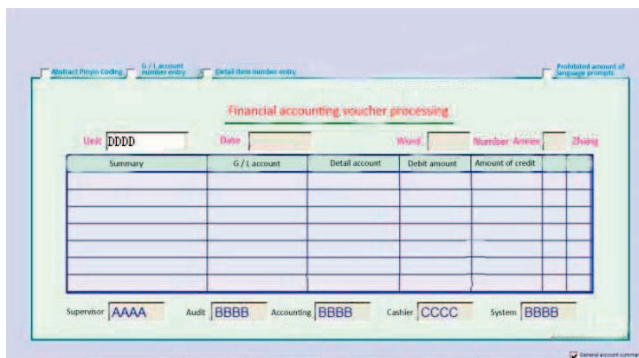 Abstract Pinyin Coding
G / L account number entry
Detail item number entry
Prohibited amount of language prompts
Financial accounting voucher processing
Unit DDDD Date Word Number Annex Zhang
Summary G / L account Detail account Debit amount Amount of credit
Supervisor AAAA Audit BBBB Accounting BBBB Cashier CCCC System BBBB
General account summar